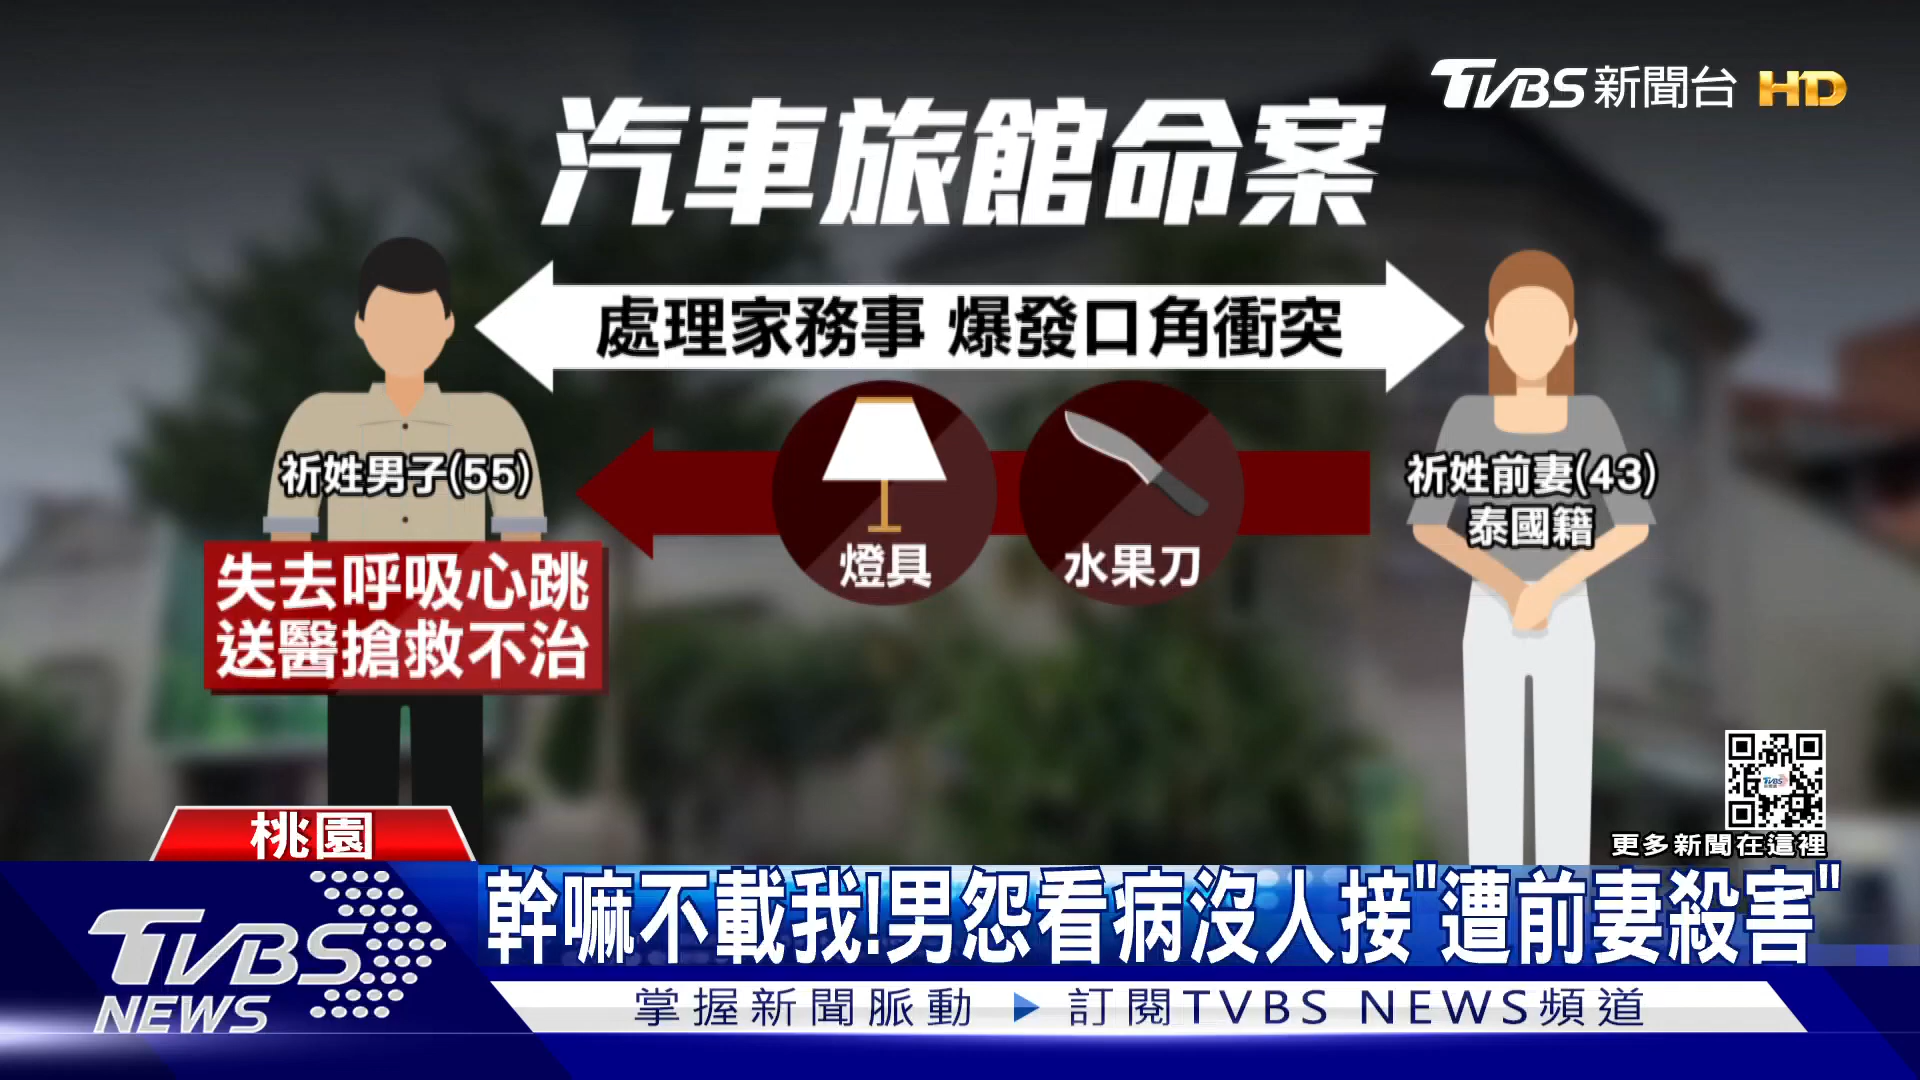 TVBS新聞台 HD
汽車旅館命案
處理家務事 爆發口角衝突
祈姓男子(55)
祈姓前妻(43)
泰國籍
燈具
水果刀
失去呼吸心跳
送醫搶救不治
更多新聞在這裡
桃園
幹嘛不載我!男怨看病沒人接"遭前妻殺害"
TVBS
NEWS
掌握新聞脈動 ▶ 訂閱TVBS NEWS頻道